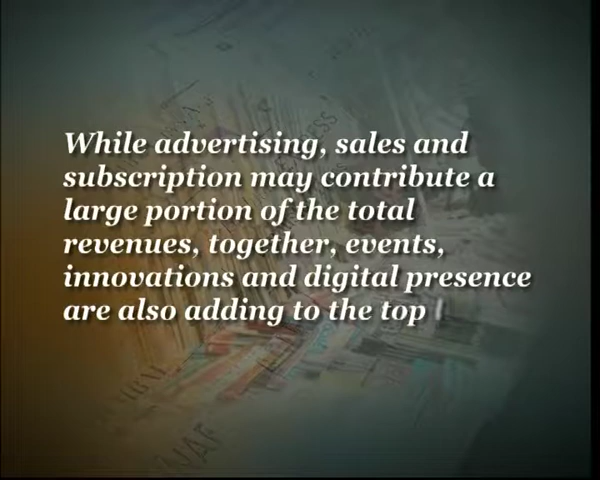 While advertising, sales and
subscription may contribute a
large portion of the total
revenues, together, events,
innovations and digital presence
are also adding to the top